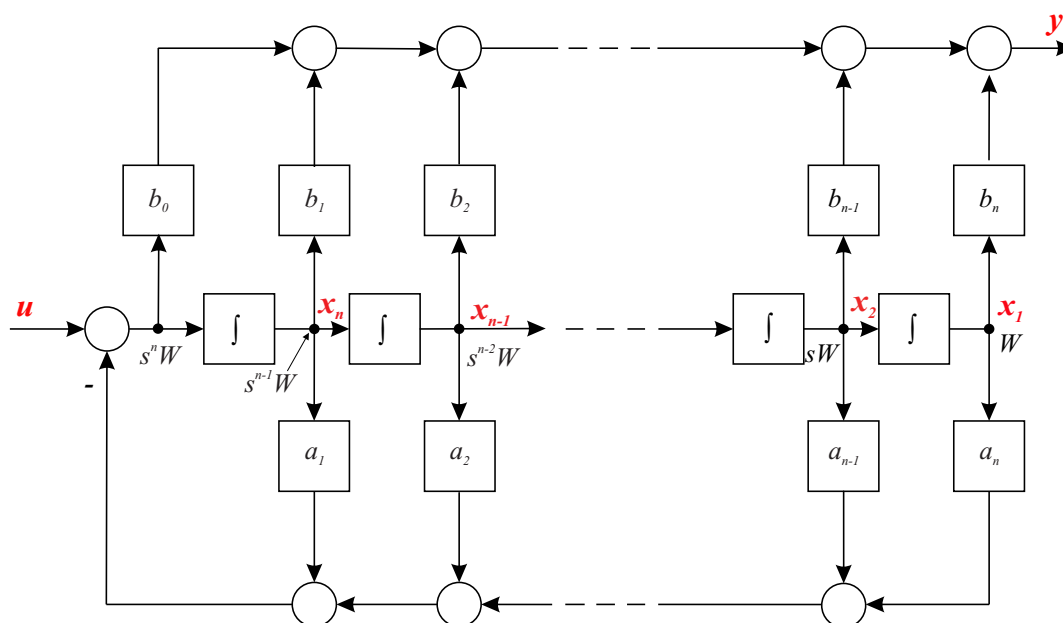 y
b₀ b₁ b₂ bₙ₋₁ bₙ
u xₙ xₙ₋₁ x₂ x₁
∫ ∫ ∫ ∫
sⁿW sⁿ⁻¹W sⁿ⁻²W sW W
-
a₁ a₂ aₙ₋₁ aₙ